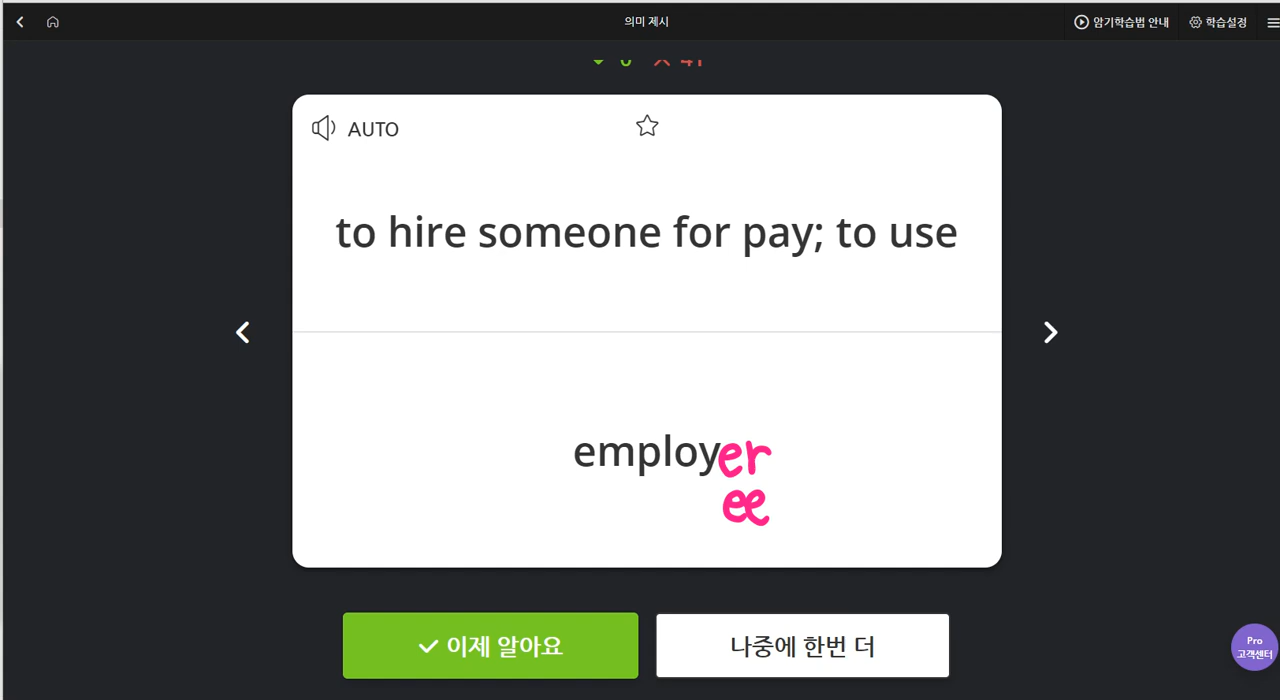 의미 제시
암기학습법 안내
학습설정
AUTO
to hire someone for pay; to use
employer
ee
이제 알아요
나중에 한번 더
Pro
고객센터